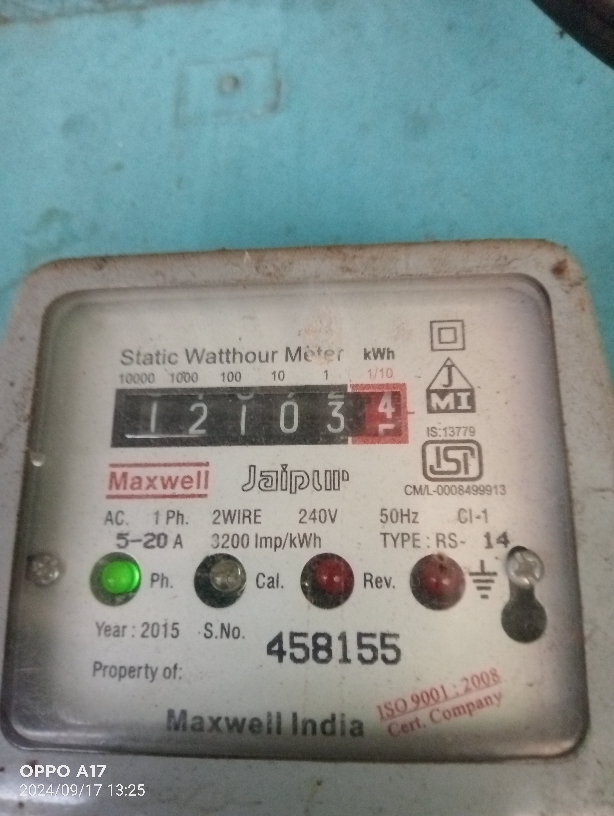 Static Watthour Meter kWh
10000 1000 100 10 1 1/10
1 2 1 0 3 4
J
MI
IS:13779
ISI
CM/L-0008499913
Maxwell Jaipur
AC. 1 Ph. 2WIRE 240V 50Hz Cl-1
5-20 A 3200 Imp/kWh TYPE : RS- 14
Ph. Cal. Rev.
Year : 2015 S.No. 458155
Property of:
Maxwell India
ISO 9001 : 2008
Cert. Company
OPPO A17
2024/09/17 13:25